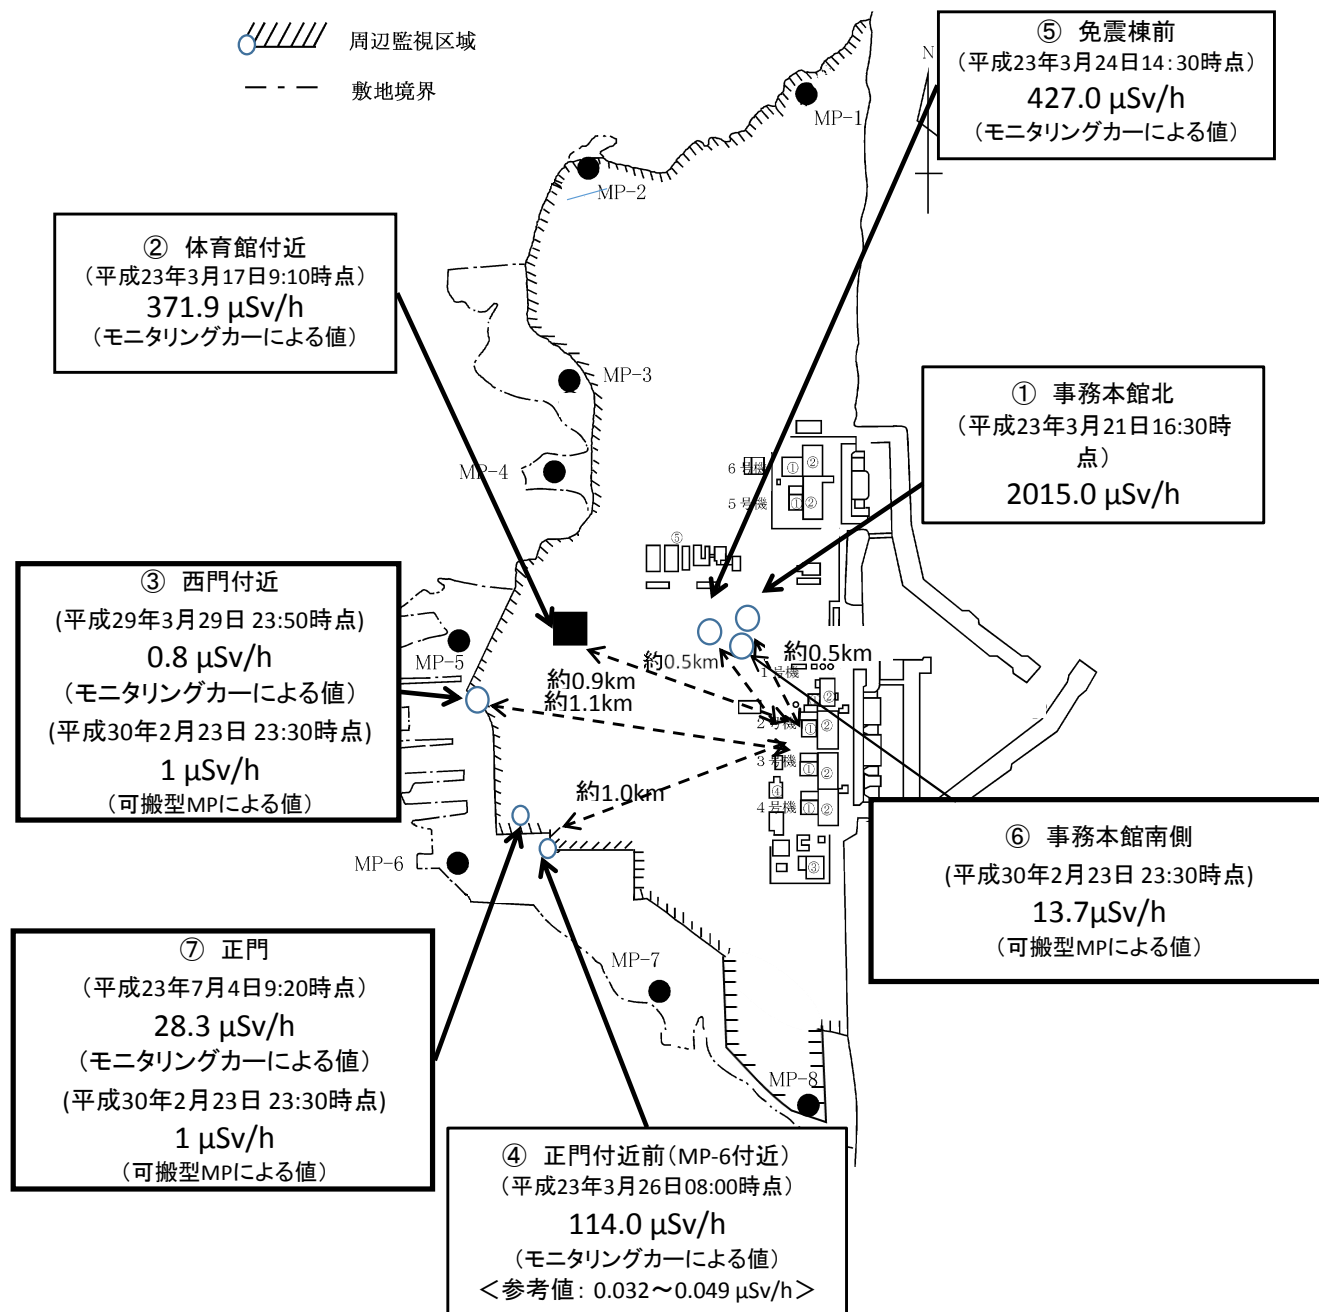 周辺監視区域
敷地境界
⑤ 免震棟前
（平成23年3月24日14:30時点）
427.0 μSv/h
（モニタリングカーによる値）
N
MP-1
MP-2
② 体育館付近
（平成23年3月17日9:10時点）
371.9 μSv/h
（モニタリングカーによる値）
MP-3
① 事務本館北
（平成23年3月21日16:30時
点）
2015.0 μSv/h
MP-4
6号機
①
②
5号機
①
②
⑤
③ 西門付近
(平成29年3月29日 23:50時点)
0.8 μSv/h
（モニタリングカーによる値）
(平成30年2月23日 23:30時点)
1 μSv/h
（可搬型MPによる値）
MP-5
約0.5km
約0.5km
約0.9km
約1.1km
1号機
②
2号機
①
②
3号機
①
②
約1.0km
④
4号機
①
②
③
MP-6
⑥ 事務本館南側
(平成30年2月23日 23:30時点)
13.7μSv/h
（可搬型MPによる値）
⑦ 正門
（平成23年7月4日9:20時点）
28.3 μSv/h
（モニタリングカーによる値）
(平成30年2月23日 23:30時点)
1 μSv/h
（可搬型MPによる値）
MP-7
MP-8
④ 正門付近前（MP-6付近）
（平成23年3月26日08:00時点）
114.0 μSv/h
（モニタリングカーによる値）
＜参考値：0.032～0.049 μSv/h＞